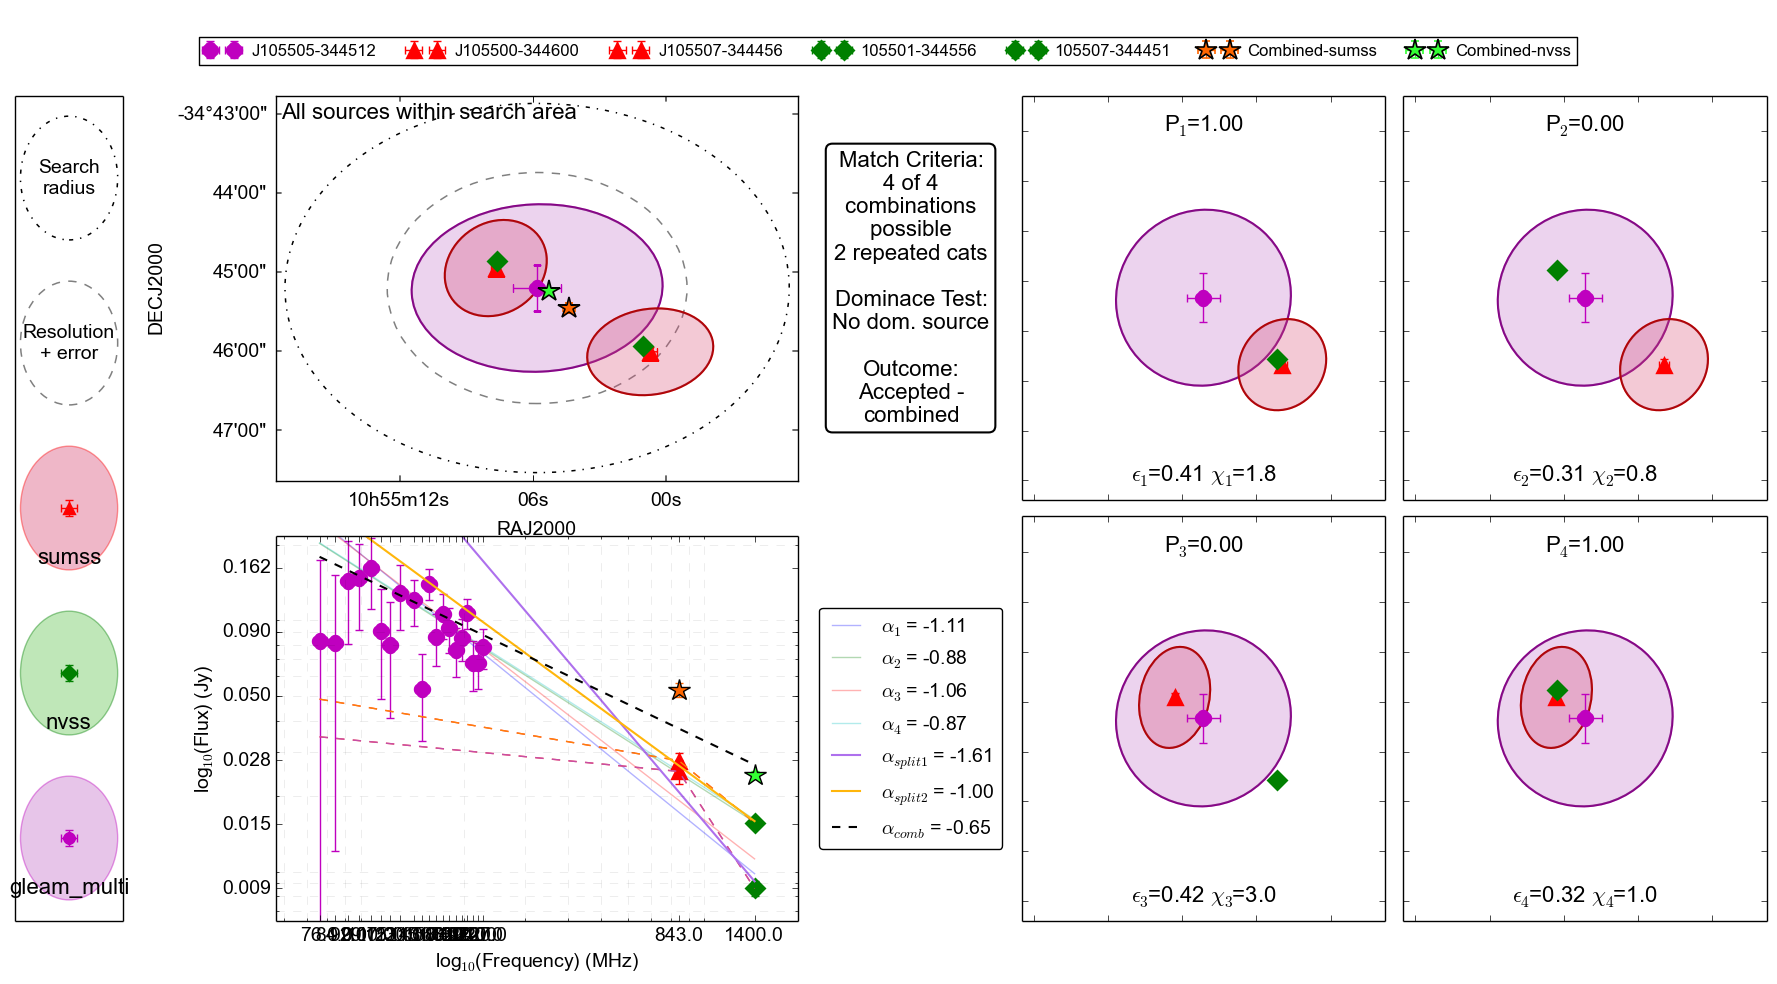 J105505-344512 J105500-344600 J105507-344456 105501-344556 105507-344451 Combined-sumss Combined-nvss
Search
radius
Resolution
+ error
sumss
nvss
gleam_multi
All sources within search area
-34°43'00"
44'00"
45'00"
46'00"
47'00"
DECJ2000
10h55m12s 06s 00s
RAJ2000
Match Criteria:
4 of 4
combinations
possible
2 repeated cats
Dominace Test:
No dom. source
Outcome:
Accepted -
combined
P1=1.00
ϵ1=0.41 χ1=1.8
P2=0.00
ϵ2=0.31 χ2=0.8
0.162
0.090
0.050
0.028
0.015
0.009
log10(Flux) (Jy)
843.0 1400.0
log10(Frequency) (MHz)
α1 = -1.11
α2 = -0.88
α3 = -1.06
α4 = -0.87
αsplit1 = -1.61
αsplit2 = -1.00
αcomb = -0.65
P3=0.00
ϵ3=0.42 χ3=3.0
P4=1.00
ϵ4=0.32 χ4=1.0